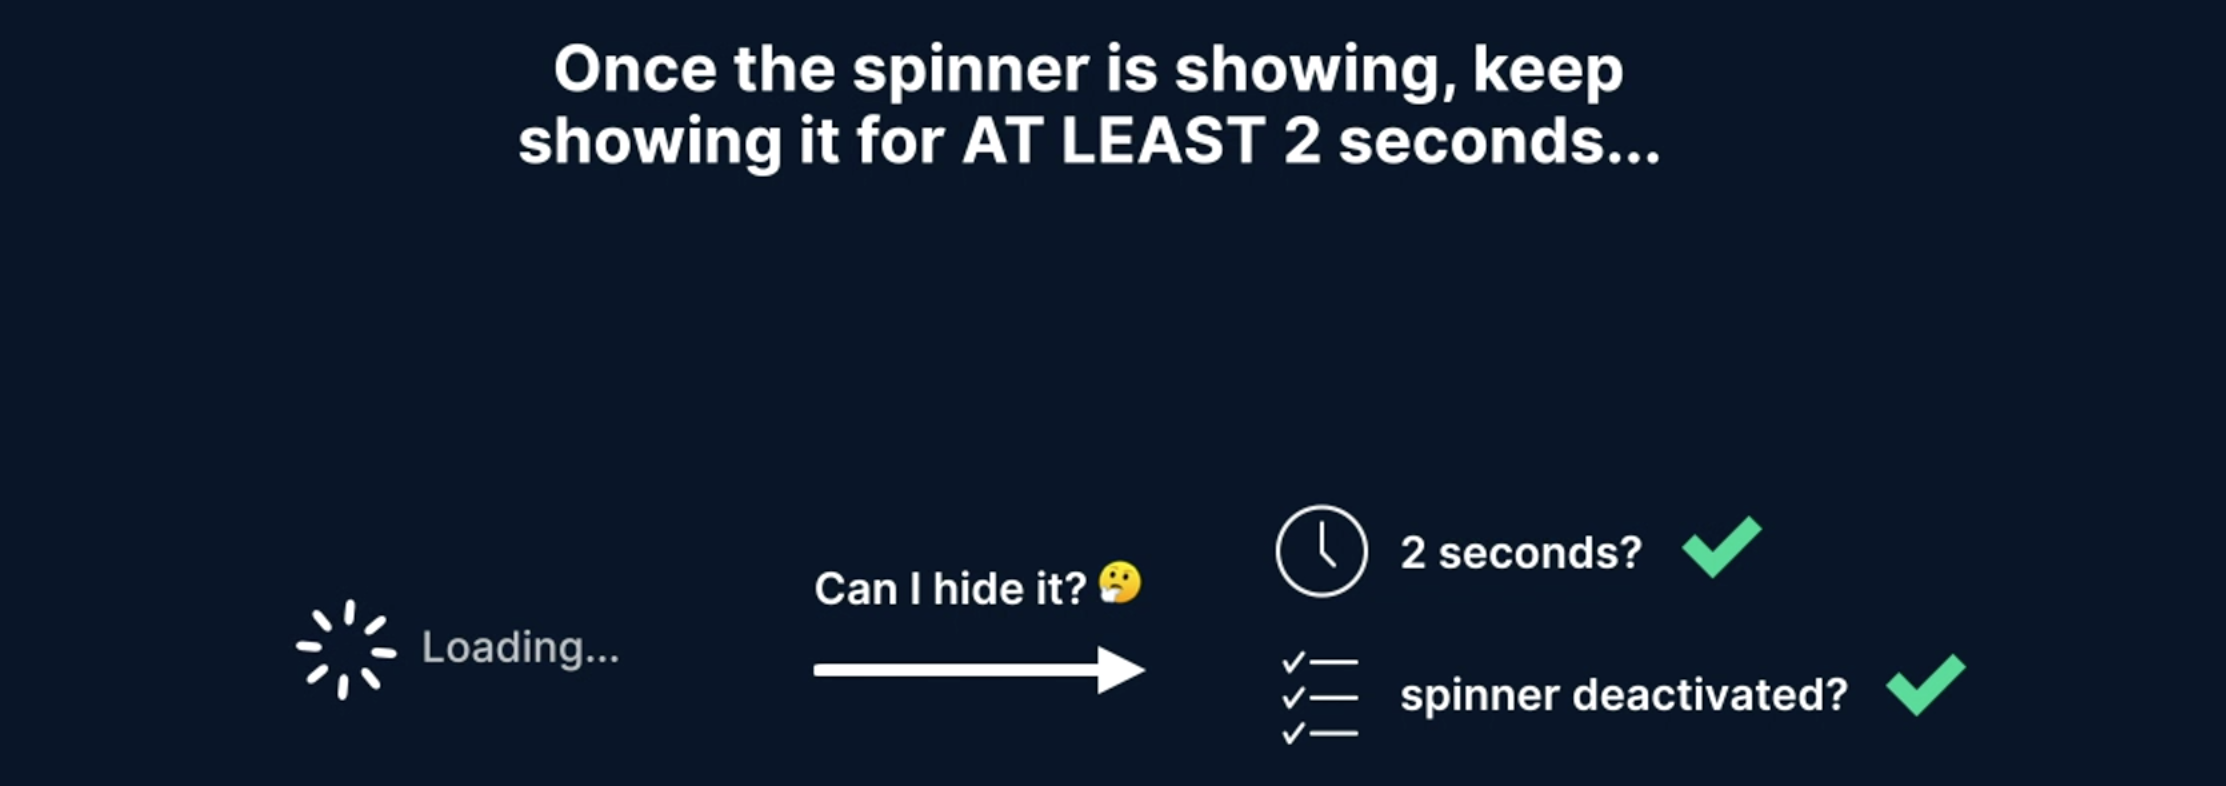 Once the spinner is showing, keep
showing it for AT LEAST 2 seconds...
Loading...
Can I hide it? 🤔
2 seconds?
spinner deactivated?